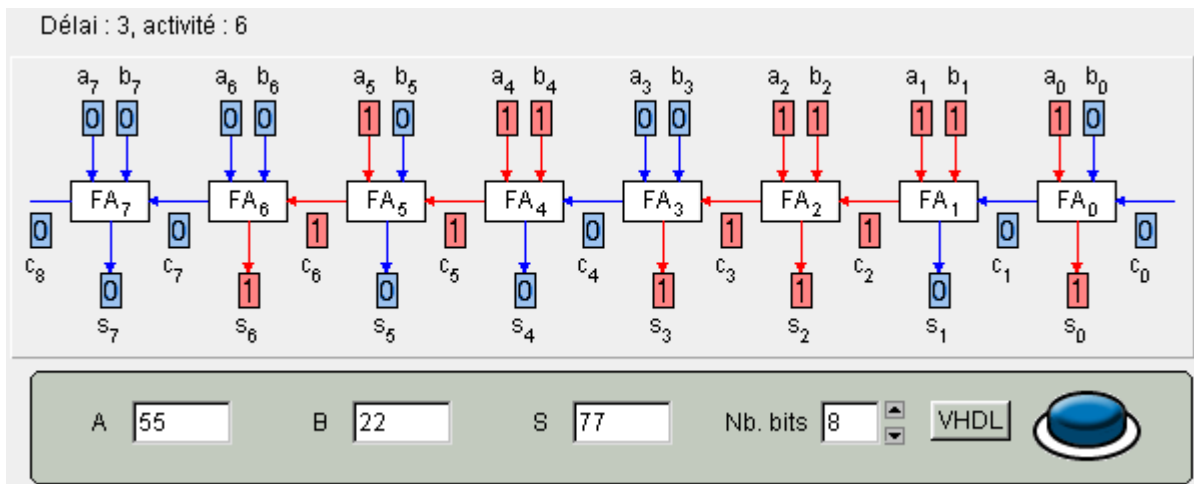 Délai : 3, activité : 6
a7 b7 a6 b6 a5 b5 a4 b4 a3 b3 a2 b2 a1 b1 a0 b0
0 0 0 0 1 0 1 1 0 0 1 1 1 1 1 0
FA7 FA6 FA5 FA4 FA3 FA2 FA1 FA0
0 0 1 1 0 1 1 0 0
c8 c7 c6 c5 c4 c3 c2 c1 c0
0 1 0 0 1 1 0 1
s7 s6 s5 s4 s3 s2 s1 s0
A 55 B 22 S 77 Nb. bits 8 VHDL